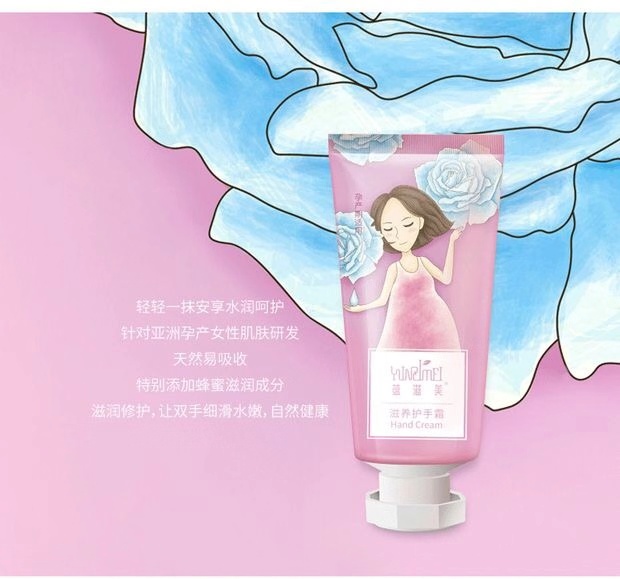 轻轻一抹安享水润呵护
针对亚洲孕产女性肌肤研发
天然易吸收
特别添加蜂蜜滋润成分
滋润修护，让双手细滑水嫩，自然健康
孕产期适用
YUNZIMEI
蕴滋美
滋养护手霜
Hand Cream